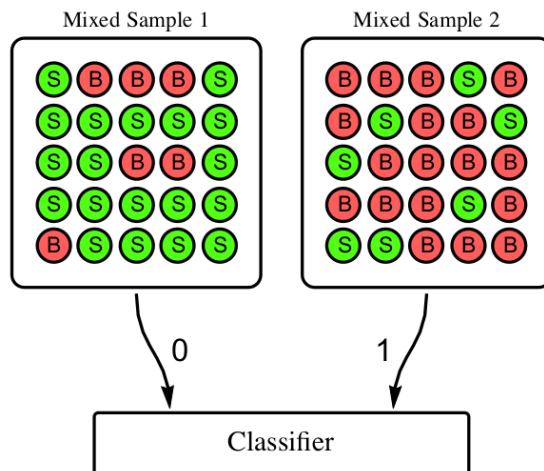 Mixed Sample 1 Mixed Sample 2
S B B B S B B B S B
S S S S S B S B B S
S S B B S S B B B B
S S S S S B B B S B
B S S S S S S B B B
0 1
Classifier